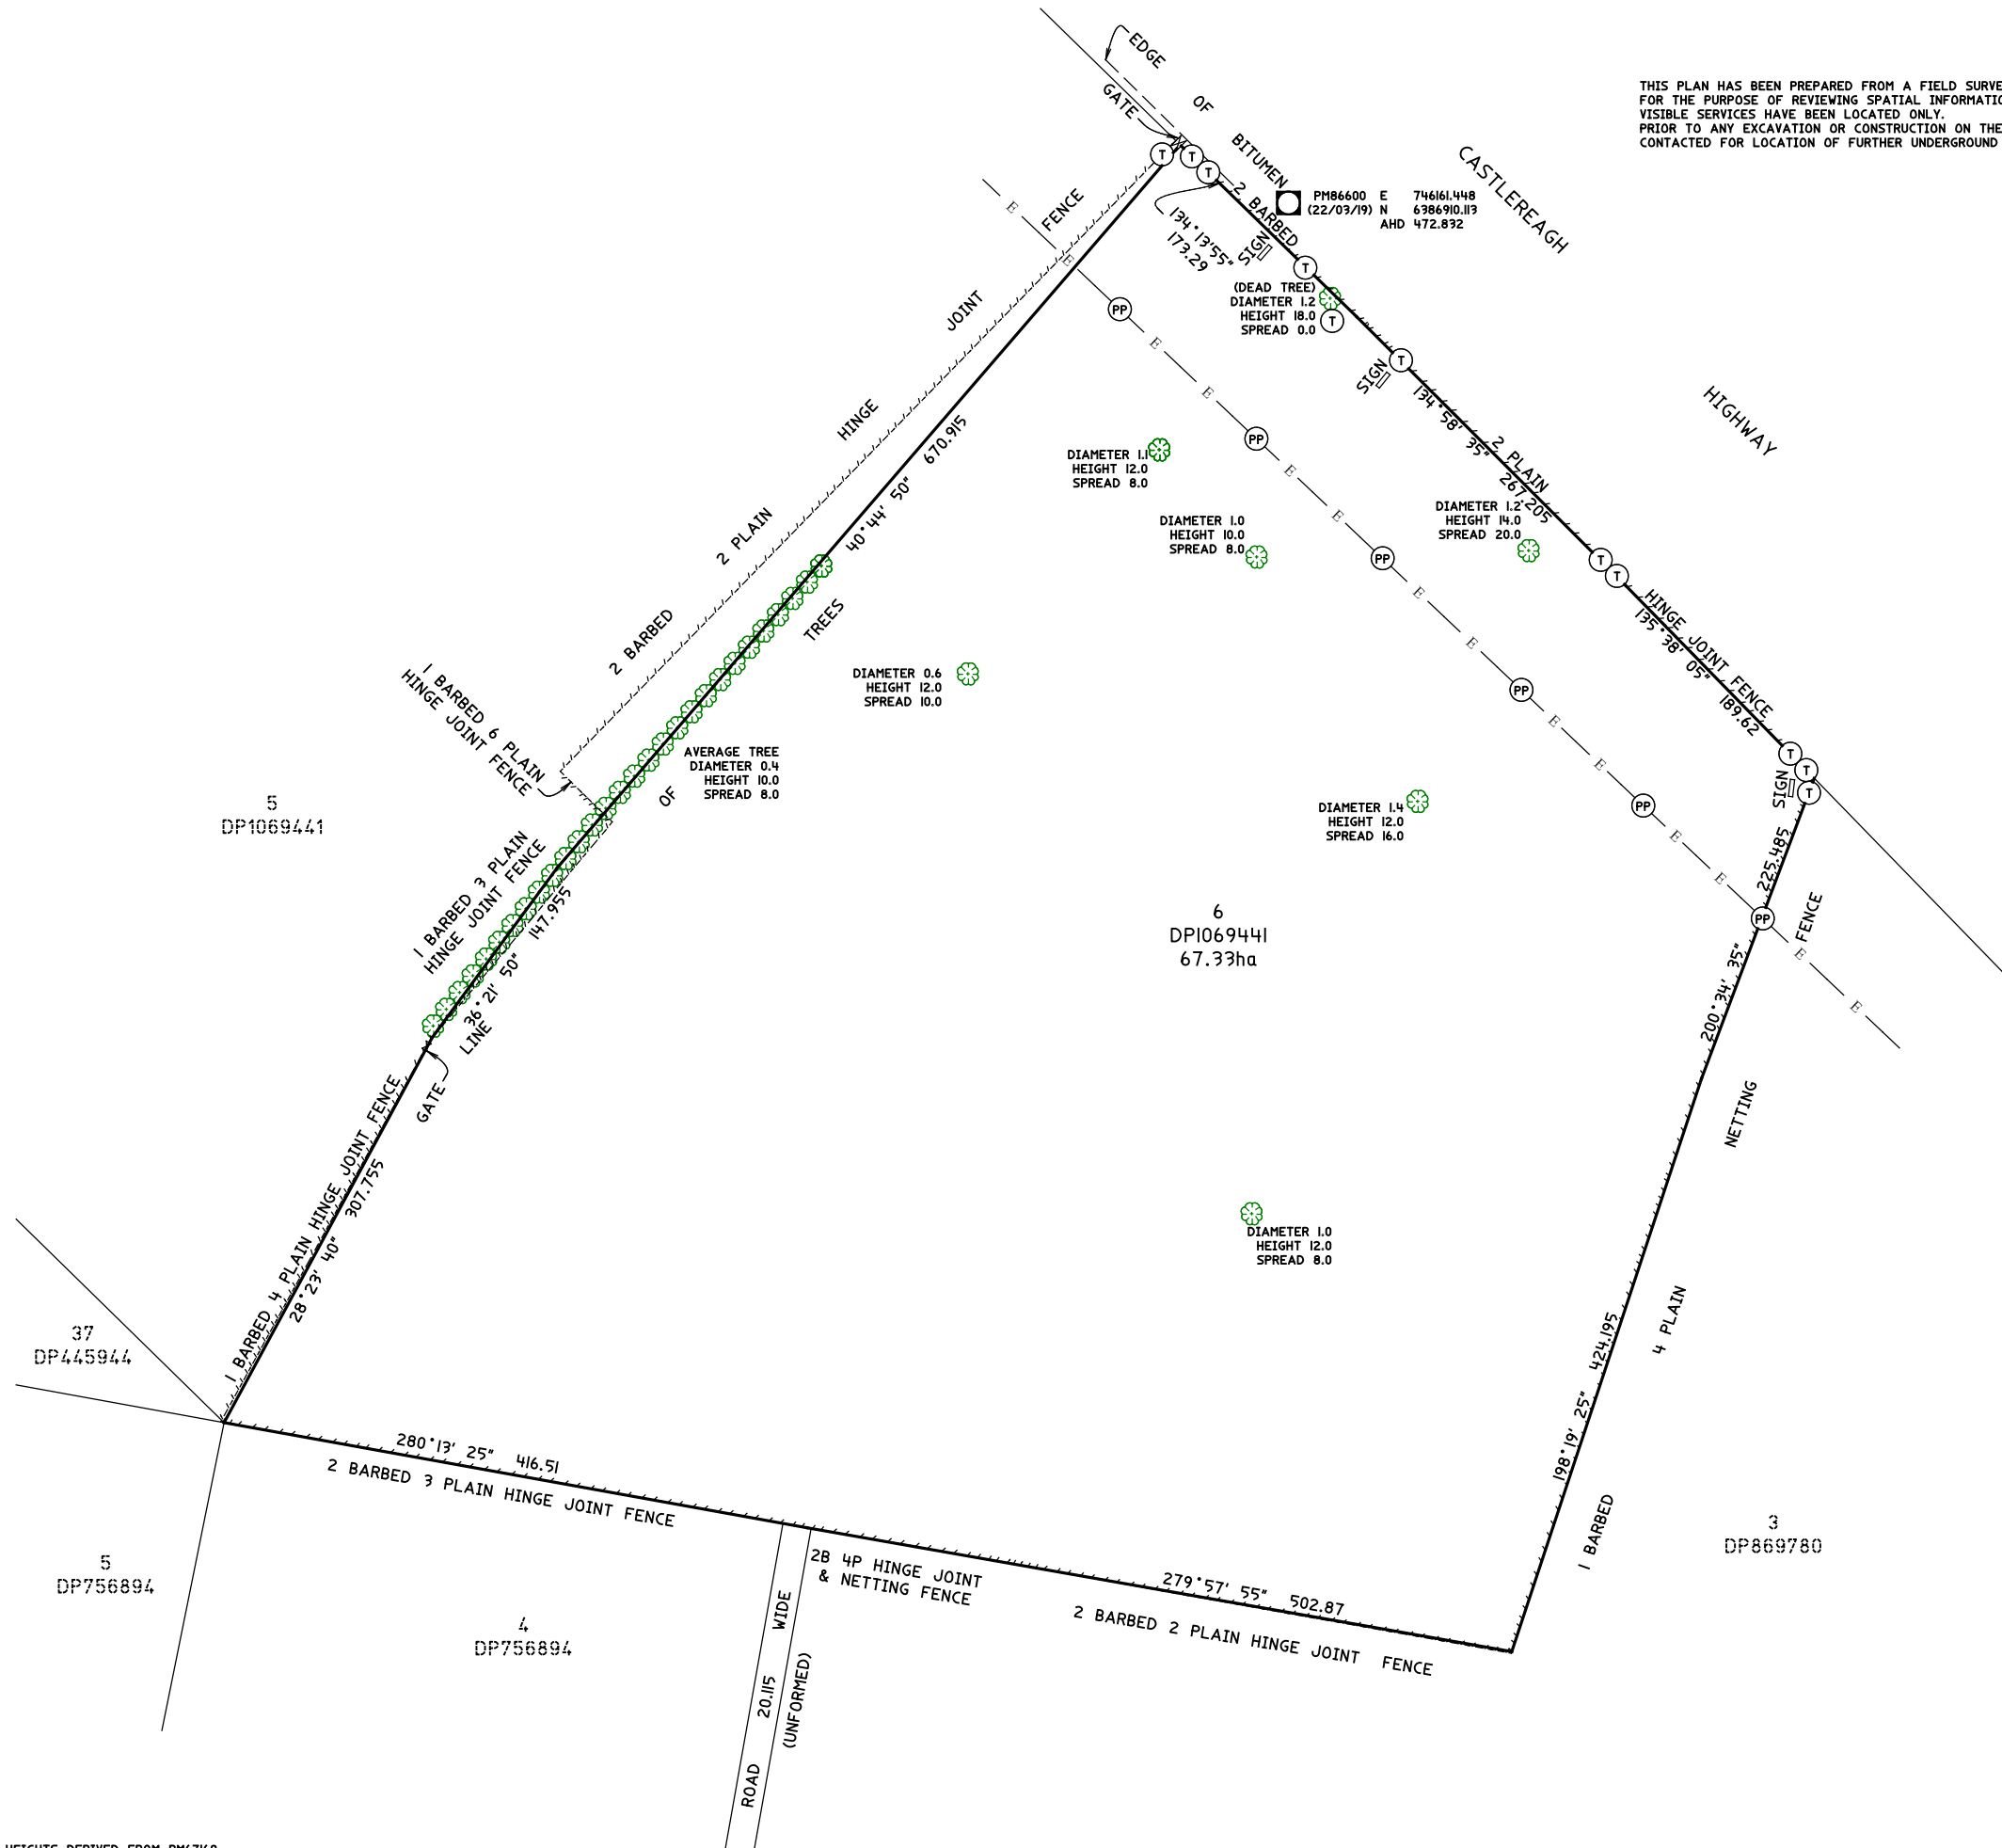 EDGE OF BITUMEN
GATE
CASTLEREAGH
HIGHWAY
THIS PLAN HAS BEEN PREPARED FROM A FIELD
FOR THE PURPOSE OF REVIEWING SPATIAL
VISIBLE SERVICES HAVE BEEN LOCATED ONLY.
PRIOR TO ANY EXCAVATION OR CONSTRUCTION ON THE
CONTACTED FOR LOCATION OF FURTHER UNDERGROUND
T
T
T
PM86600 E 746161.448
(22/03/19) N 6386910.113
AHD 472.832
2 BARBED 2 PLAIN HINGE JOINT FENCE
134°13'55"
173.29
SIGN
T
(DEAD TREE)
DIAMETER 1.2
HEIGHT 18.0
SPREAD 0.0
T
T
SIGN
134°58' 35" 267.205
T
T
135°38' 05" 189.62
T
T
T
SIGN
E
E
PP
E
E
PP
E
E
PP
E
E
PP
E
E
PP
E
E
PP
E
E
2 BARBED 2 PLAIN HINGE JOINT FENCE
40°44' 50" 670.915
DIAMETER 1.1
HEIGHT 12.0
SPREAD 8.0
DIAMETER 1.0
HEIGHT 10.0
SPREAD 8.0
DIAMETER 1.2
HEIGHT 14.0
SPREAD 20.0
DIAMETER 0.6
HEIGHT 12.0
SPREAD 10.0
LINE OF TREES
AVERAGE TREE
DIAMETER 0.4
HEIGHT 10.0
SPREAD 8.0
DIAMETER 1.4
HEIGHT 12.0
SPREAD 16.0
1 BARBED 6 PLAIN
HINGE JOINT FENCE
5
DP1069441
1 BARBED 3 PLAIN
HINGE JOINT FENCE
36°21' 50" 147.955
GATE
6
DP1069441
67.33ha
225.485
200°34' 35"
1 BARBED 4 PLAIN NETTING FENCE
198°19' 25" 424.195
1 BARBED 4 PLAIN HINGE JOINT FENCE
28°23' 40" 307.755
DIAMETER 1.0
HEIGHT 12.0
SPREAD 8.0
37
DP445944
280°13' 25" 416.51
2 BARBED 3 PLAIN HINGE JOINT FENCE
2B 4P HINGE JOINT
& NETTING FENCE
279°57' 55" 502.87
2 BARBED 2 PLAIN HINGE JOINT FENCE
3
DP869780
5
DP756894
4
DP756894
ROAD 20.115 WIDE
(UNFORMED)
HEIGHTS DERIVED FROM